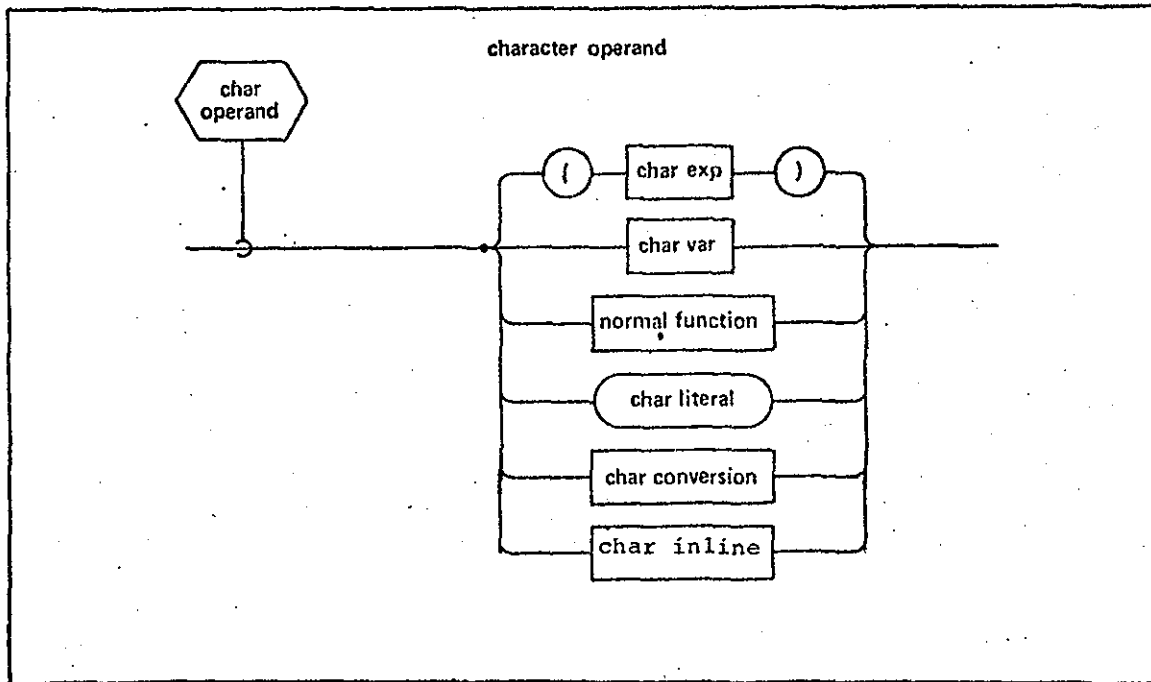 character operand
char
operand
( char exp )
char var
normal function
char literal
char conversion
char inline